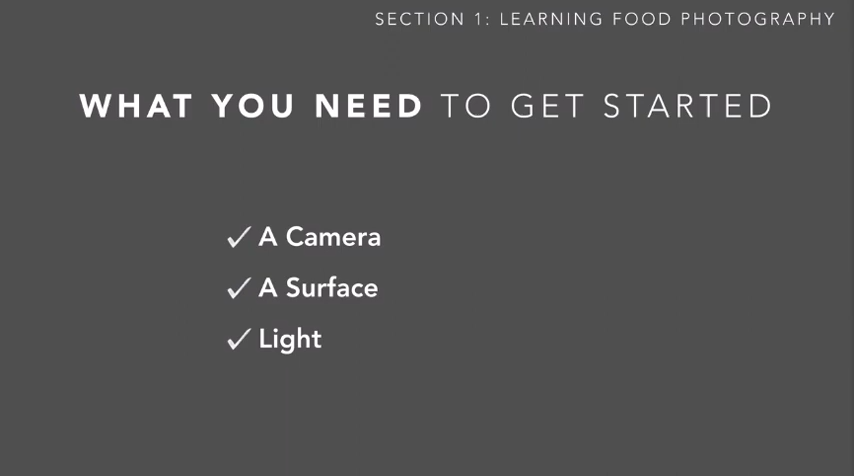 SECTION 1: LEARNING FOOD PHOTOGRAPHY
WHAT YOU NEED TO GET STARTED
✓ A Camera
✓ A Surface
✓ Light